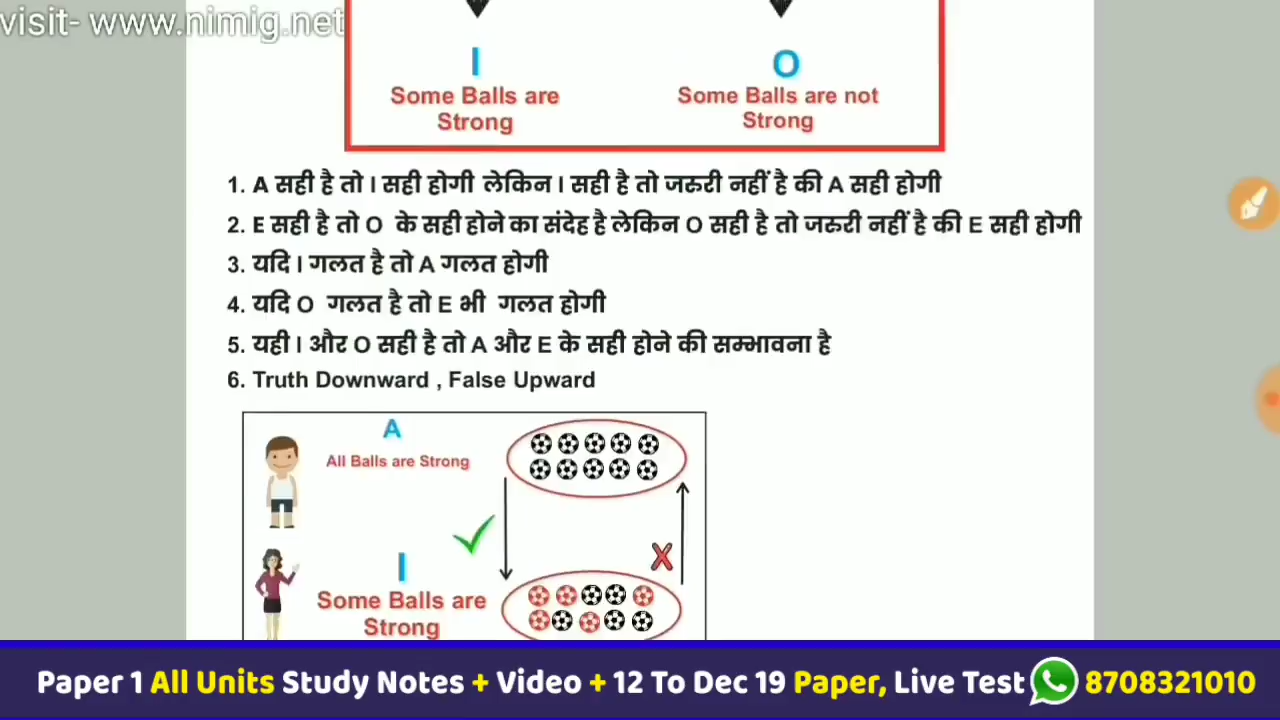 visit- www.nimig.net
I
O
Some Balls are
Strong
Some Balls are not
Strong
1. A सही है तो I सही होगी लेकिन I सही है तो जरुरी नहीं है की A सही होगी
2. E सही है तो O के सही होने का संदेह है लेकिन O सही है तो जरुरी नहीं है की E सही होगी
3. यदि I गलत है तो A गलत होगी
4. यदि O गलत है तो E भी गलत होगी
5. यही I और O सही है तो A और E के सही होने की सम्भावना है
6. Truth Downward , False Upward
A
All Balls are Strong
X
I
Some Balls are
Strong
Paper 1 All Units Study Notes + Video + 12 To Dec 19 Paper, Live Test 8708321010